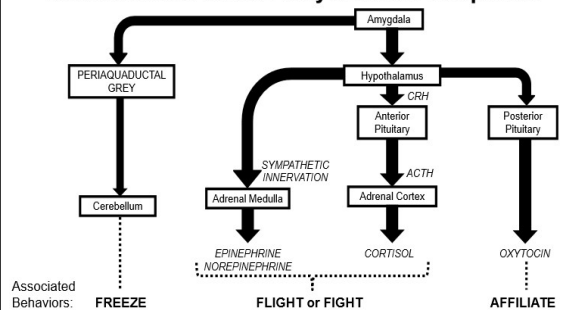 Amygdala
PERIAQUADUCTAL
GREY
Hypothalamus
CRH
Anterior
Pituitary
Posterior
Pituitary
SYMPATHETIC
INNERVATION
ACTH
Cerebellum
Adrenal Medulla
Adrenal Cortex
EPINEPHRINE
NOREPINEPHRINE
CORTISOL
OXYTOCIN
Associated
Behaviors:
FREEZE
FLIGHT or FIGHT
AFFILIATE